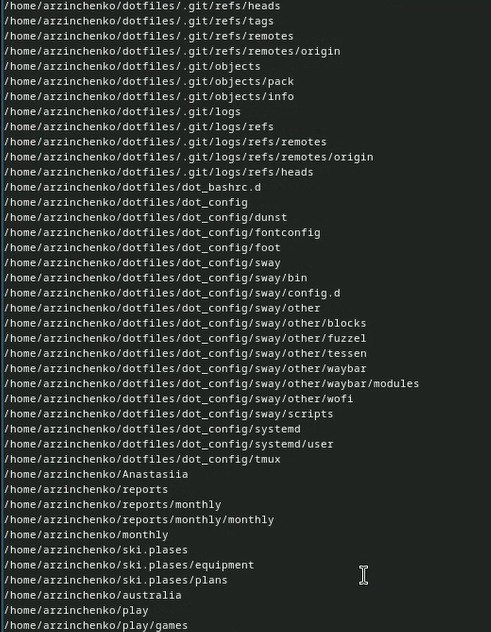 /home/arzinchenko/dotfiles/.git/refs/heads
/home/arzinchenko/dotfiles/.git/refs/tags
/home/arzinchenko/dotfiles/.git/refs/remotes
/home/arzinchenko/dotfiles/.git/refs/remotes/origin
/home/arzinchenko/dotfiles/.git/objects
/home/arzinchenko/dotfiles/.git/objects/pack
/home/arzinchenko/dotfiles/.git/objects/info
/home/arzinchenko/dotfiles/.git/logs
/home/arzinchenko/dotfiles/.git/logs/refs
/home/arzinchenko/dotfiles/.git/logs/refs/remotes
/home/arzinchenko/dotfiles/.git/logs/refs/remotes/origin
/home/arzinchenko/dotfiles/.git/logs/refs/heads
/home/arzinchenko/dotfiles/dot_bashrc.d
/home/arzinchenko/dotfiles/dot_config
/home/arzinchenko/dotfiles/dot_config/dunst
/home/arzinchenko/dotfiles/dot_config/fontconfig
/home/arzinchenko/dotfiles/dot_config/foot
/home/arzinchenko/dotfiles/dot_config/sway
/home/arzinchenko/dotfiles/dot_config/sway/bin
/home/arzinchenko/dotfiles/dot_config/sway/config.d
/home/arzinchenko/dotfiles/dot_config/sway/other
/home/arzinchenko/dotfiles/dot_config/sway/other/blocks
/home/arzinchenko/dotfiles/dot_config/sway/other/fuzzel
/home/arzinchenko/dotfiles/dot_config/sway/other/tessen
/home/arzinchenko/dotfiles/dot_config/sway/other/waybar
/home/arzinchenko/dotfiles/dot_config/sway/other/waybar/modules
/home/arzinchenko/dotfiles/dot_config/sway/other/wofi
/home/arzinchenko/dotfiles/dot_config/sway/scripts
/home/arzinchenko/dotfiles/dot_config/systemd
/home/arzinchenko/dotfiles/dot_config/systemd/user
/home/arzinchenko/dotfiles/dot_config/tmux
/home/arzinchenko/Anastasiia
/home/arzinchenko/reports
/home/arzinchenko/reports/monthly
/home/arzinchenko/reports/monthly/monthly
/home/arzinchenko/monthly
/home/arzinchenko/ski.plases
/home/arzinchenko/ski.plases/equipment
/home/arzinchenko/ski.plases/plans
/home/arzinchenko/australia
/home/arzinchenko/play
/home/arzinchenko/play/games